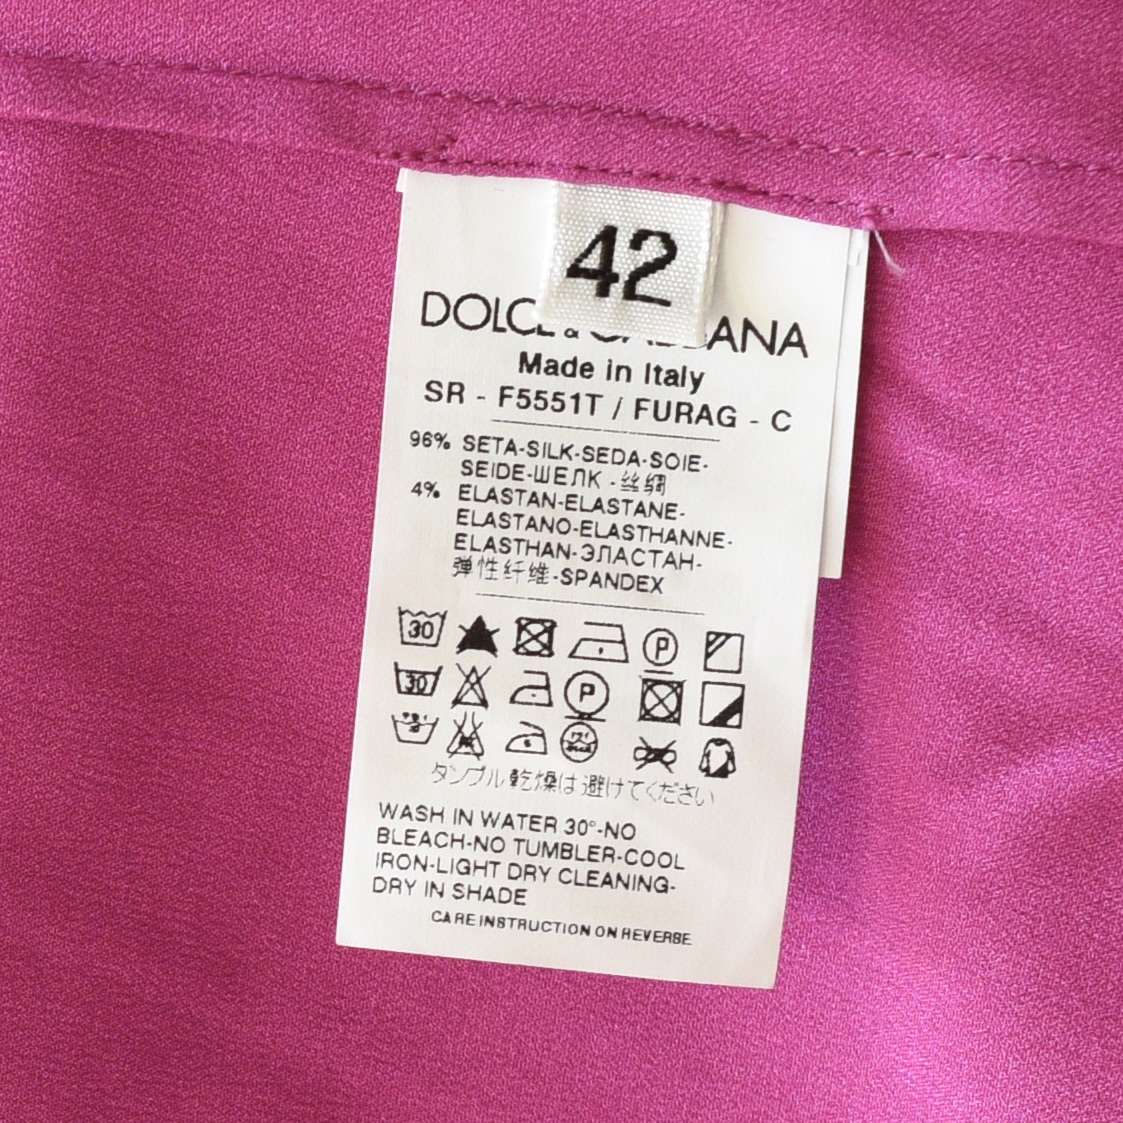 42
DOLCE & GABBANA
Made in Italy
SR - F5551T / FURAG - C
96% SETA-SILK-SEDA-SOIE-
SEIDE-ШЕЛК-丝绸
4% ELASTAN-ELASTANE-
ELASTANO-ELASTHANNE-
ELASTHAN-ЭЛАСТАН-
弹性纤维-SPANDEX
30
P
30
P
タンブル乾燥は避けてください
WASH IN WATER 30°-NO
BLEACH-NO TUMBLER-COOL
IRON-LIGHT DRY CLEANING-
DRY IN SHADE
CARE INSTRUCTION ON REVERSE